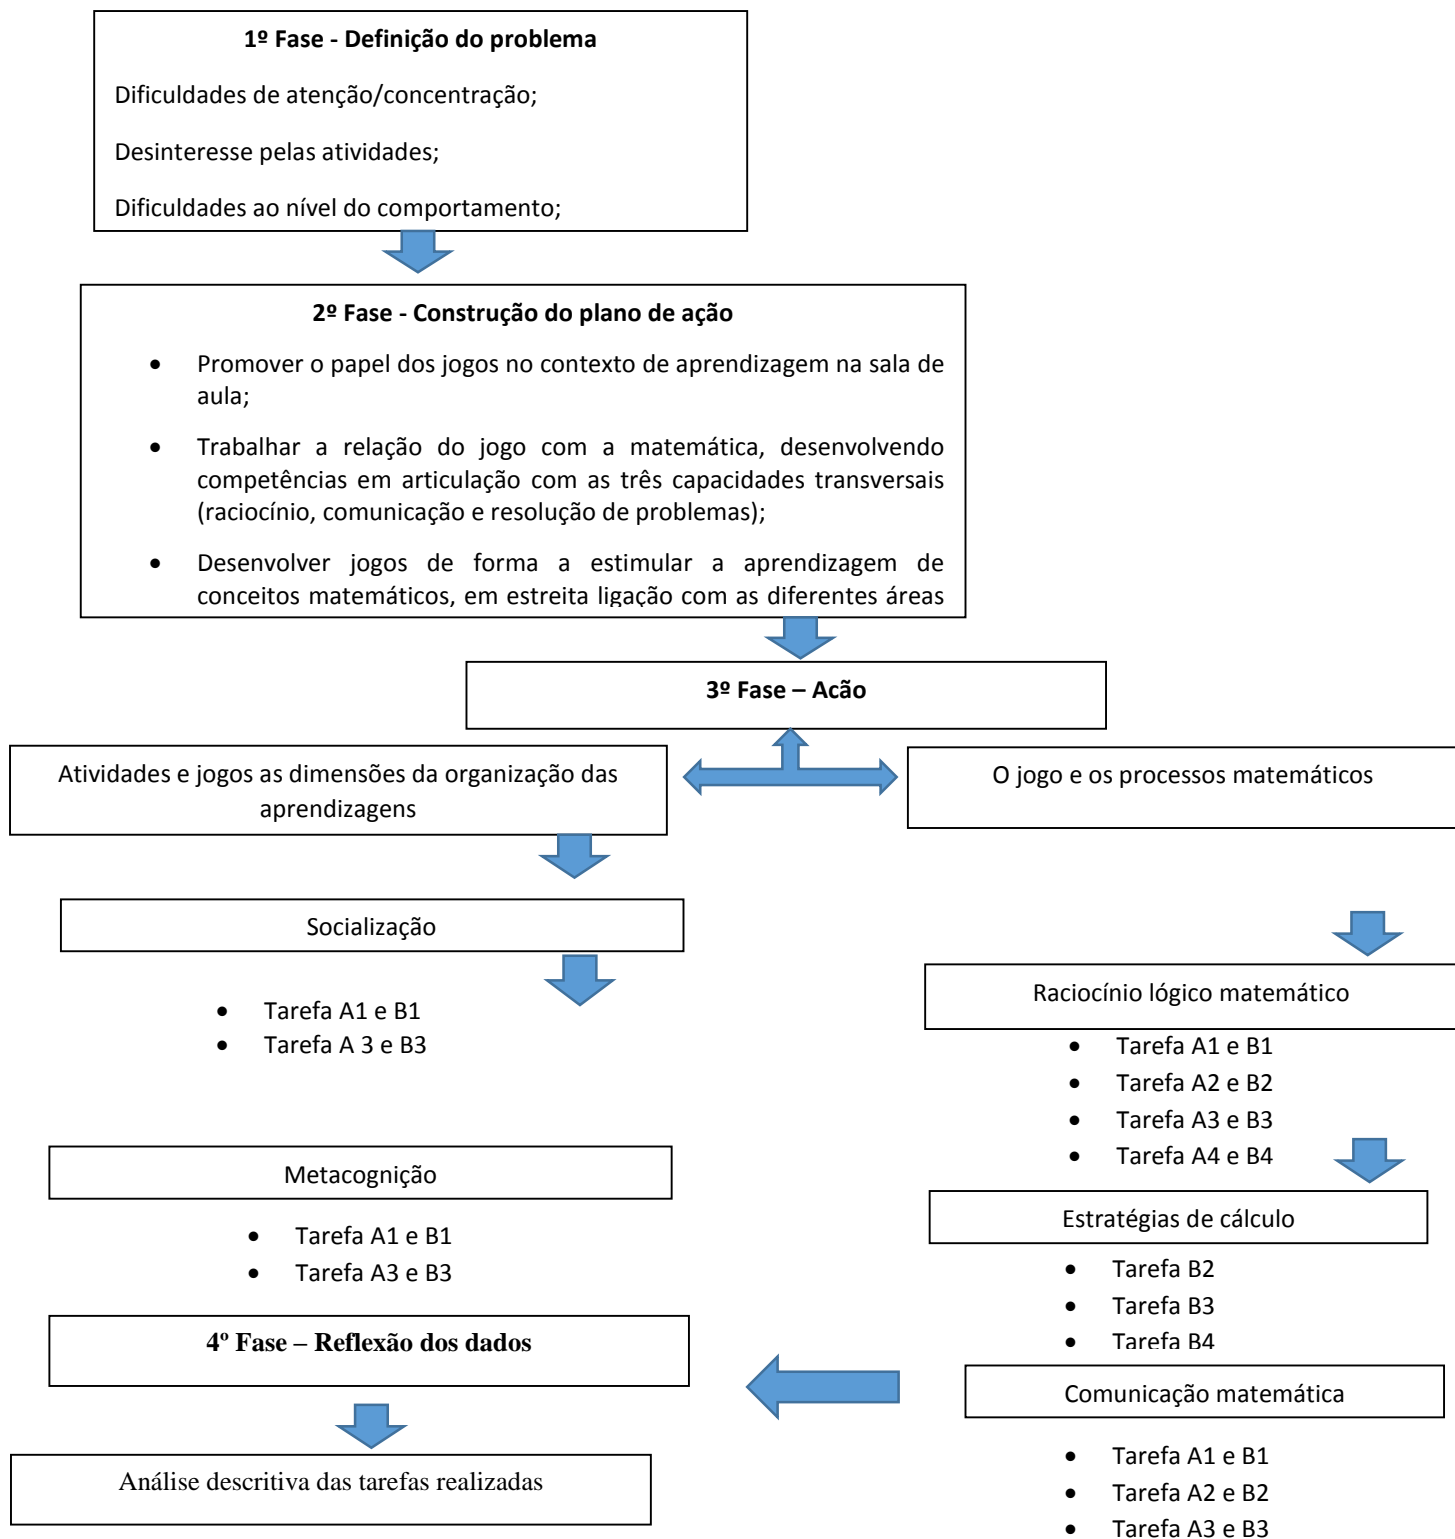 1º Fase - Definição do problema
Dificuldades de atenção/concentração;
Desinteresse pelas atividades;
Dificuldades ao nível do comportamento;
2º Fase - Construção do plano de ação
• Promover o papel dos jogos no contexto de aprendizagem na sala de
aula;
• Trabalhar a relação do jogo com a matemática, desenvolvendo
competências em articulação com as três capacidades transversais
(raciocínio, comunicação e resolução de problemas);
• Desenvolver jogos de forma a estimular a aprendizagem de
conceitos matemáticos, em estreita ligação com as diferentes áreas
3º Fase – Acão
Atividades e jogos as dimensões da organização das
aprendizagens
O jogo e os processos matemáticos
Socialização
• Tarefa A1 e B1
• Tarefa A 3 e B3
Metacognição
• Tarefa A1 e B1
• Tarefa A3 e B3
Raciocínio lógico matemático
• Tarefa A1 e B1
• Tarefa A2 e B2
• Tarefa A3 e B3
• Tarefa A4 e B4
Estratégias de cálculo
• Tarefa B2
• Tarefa B3
• Tarefa B4
Comunicação matemática
• Tarefa A1 e B1
• Tarefa A2 e B2
• Tarefa A3 e B3
4º Fase – Reflexão dos dados
Análise descritiva das tarefas realizadas